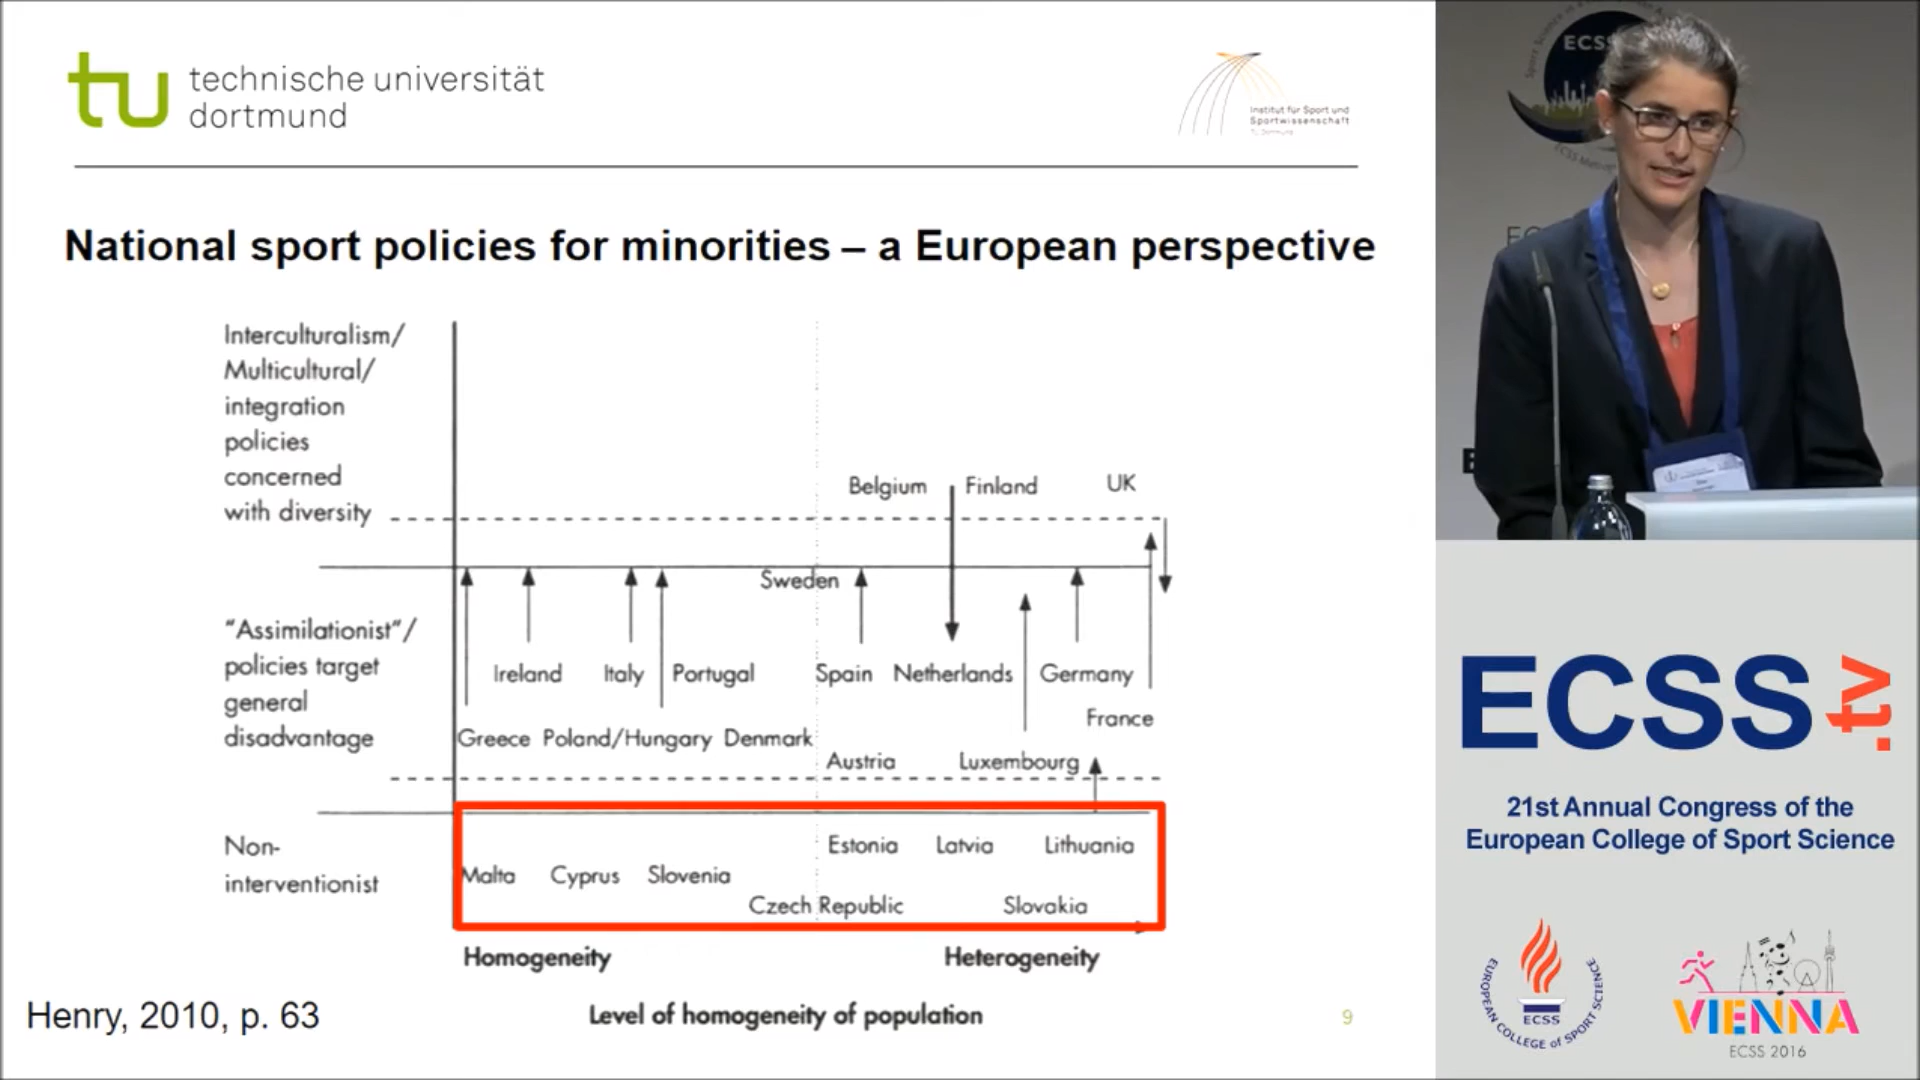 technische universität
dortmund
Institut für Sport und
Sportwissenschaft
National sport policies for minorities – a European perspective
Interculturalism/
Multicultural/
integration
policies
concerned
with diversity
Belgium Finland UK
Sweden
"Assimilationist"/
policies target
general
disadvantage
Ireland Italy Portugal Spain Netherlands Germany
France
Greece Poland/Hungary Denmark
Austria Luxembourg
Non-
interventionist
Estonia Latvia Lithuania
Malta Cyprus Slovenia
Czech Republic Slovakia
Homogeneity Heterogeneity
Level of homogeneity of population
Henry, 2010, p. 63
9
ECSS
ECSS.tv
21st Annual Congress of the
European College of Sport Science
EUROPEAN COLLEGE of SPORT SCIENCE
ECSS
VIENNA
ECSS 2016